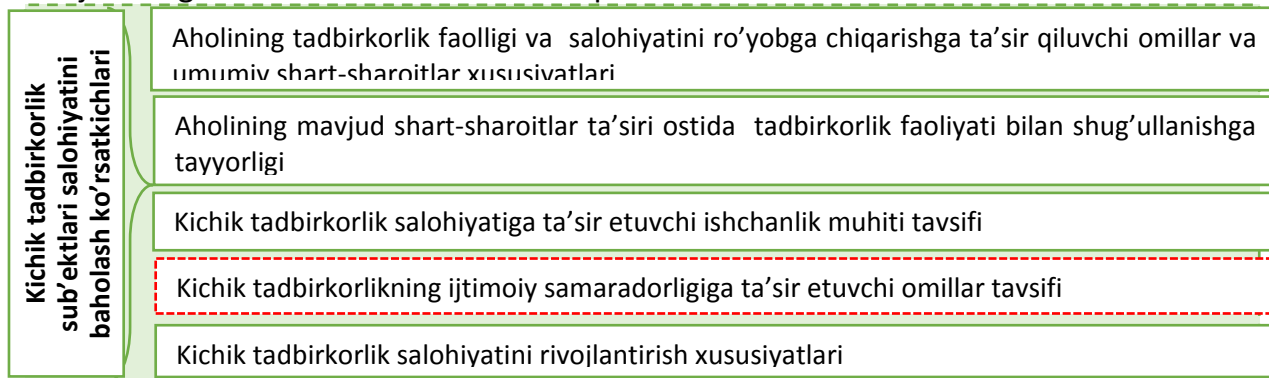 Kichik tadbirkorlik
sub’ektlari salohiyatini
baholash ko’rsatkichlari
Aholining tadbirkorlik faolligi va salohiyatini ro’yobga chiqarishga ta’sir qiluvchi omillar va
umumiy shart-sharoitlar xususiyatlari
Aholining mavjud shart-sharoitlar ta’siri ostida tadbirkorlik faoliyati bilan shug’ullanishga
tayyorligi
Kichik tadbirkorlik salohiyatiga ta’sir etuvchi ishchanlik muhiti tavsifi
Kichik tadbirkorlikning ijtimoiy samaradorligiga ta’sir etuvchi omillar tavsifi
Kichik tadbirkorlik salohiyatini rivojlantirish xususiyatlari